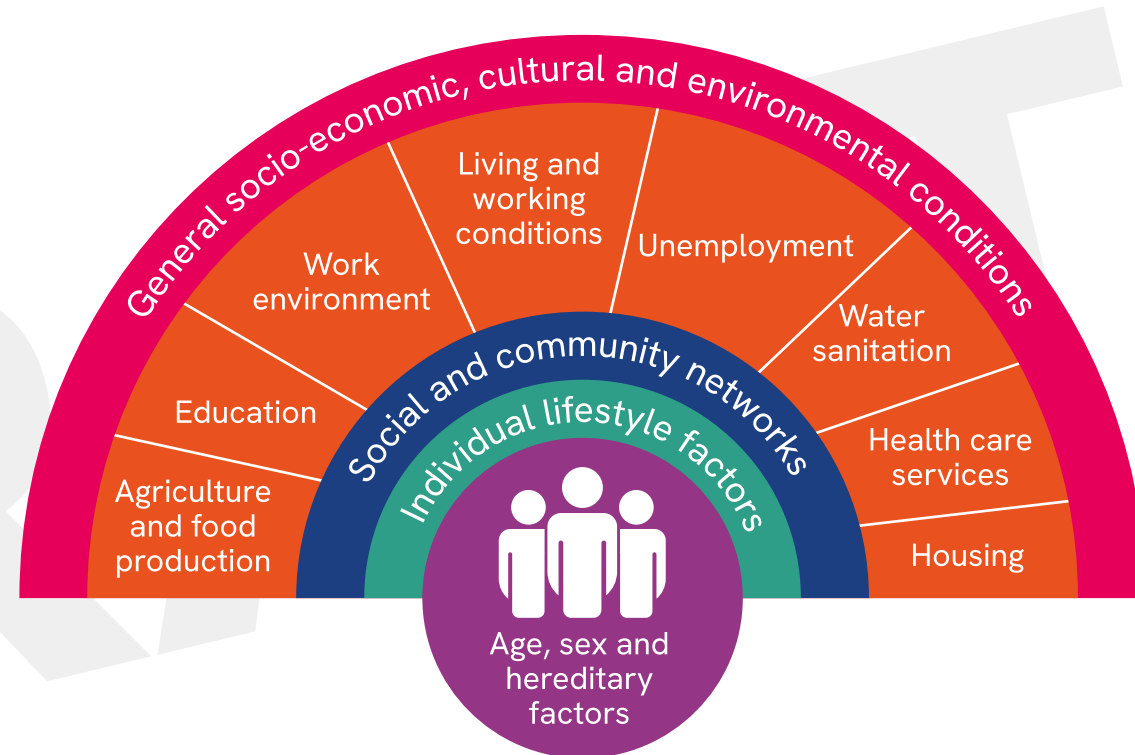 General socio-economic, cultural and environmental conditions
Agriculture
and food
production
Education
Work
environment
Living and
working
conditions
Unemployment
Water
sanitation
Health care
services
Housing
Social and community networks
Individual lifestyle factors
Age, sex and
hereditary
factors